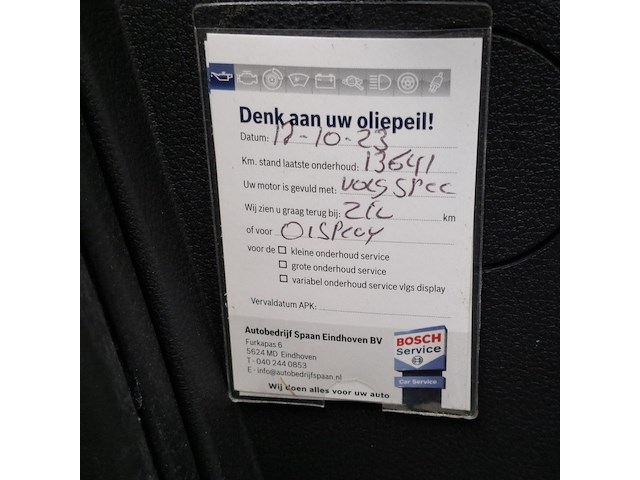 Denk aan uw oliepeil!
Datum: 17-10-23
Km. stand laatste onderhoud: 13641
Uw motor is gevuld met: volg spec
Wij zien u graag terug bij: zie km
of voor DISPLAY
voor de kleine onderhoud service
grote onderhoud service
variabel onderhoud service vlgs display
Vervaldatum APK:
Autobedrijf Spaan Eindhoven BV
Furkapas 6
5624 MD Eindhoven
T - 040 244 0853
E - info@autobedrijfspaan.nl
BOSCH
Service
Car Service
Wij doen alles voor uw auto